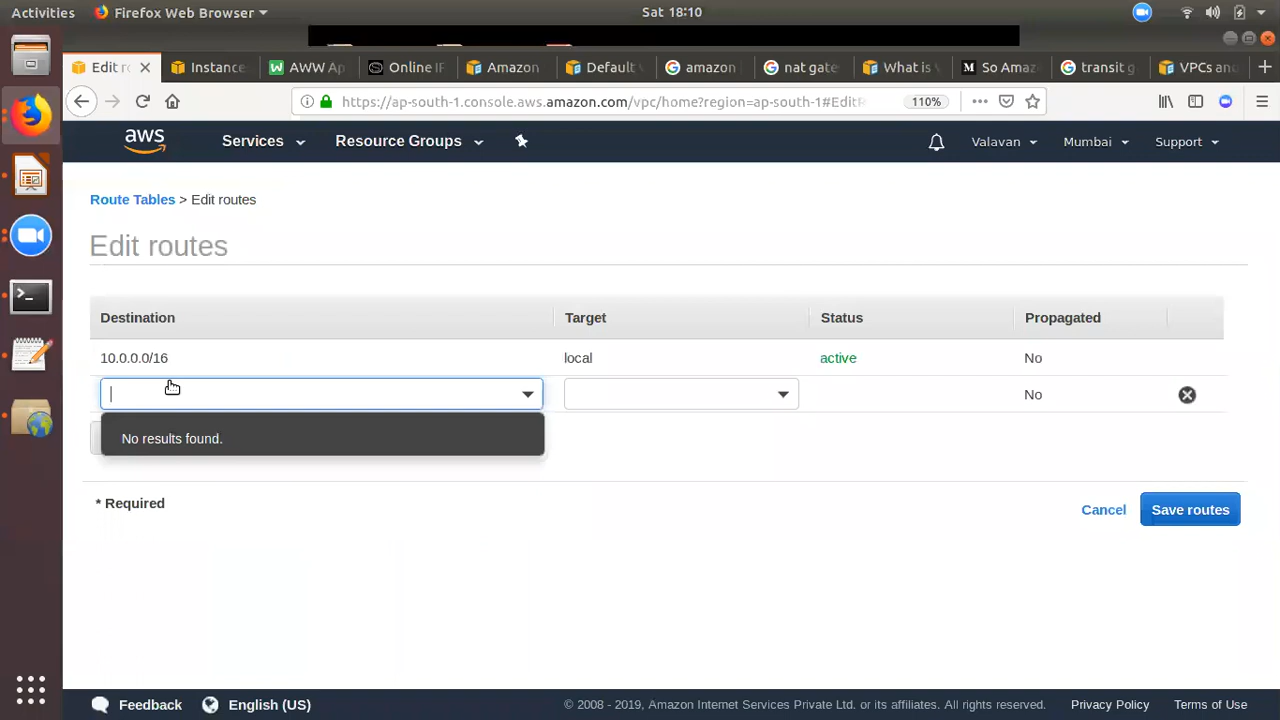 Activities Firefox Web Browser Sat 18:10
Edit ro Instance AWW Ap Online IP Amazon Default amazon nat gate What is So Amaz transit g VPCs and
https://ap-south-1.console.aws.amazon.com/vpc/home?region=ap-south-1#EditR 110%
aws Services Resource Groups Valavan Mumbai Support
Route Tables > Edit routes
Edit routes
Destination Target Status Propagated
10.0.0.0/16 local active No
No
No results found.
* Required
Cancel Save routes
Feedback English (US) © 2008 - 2019, Amazon Internet Services Private Ltd. or its affiliates. All rights reserved. Privacy Policy Terms of Use